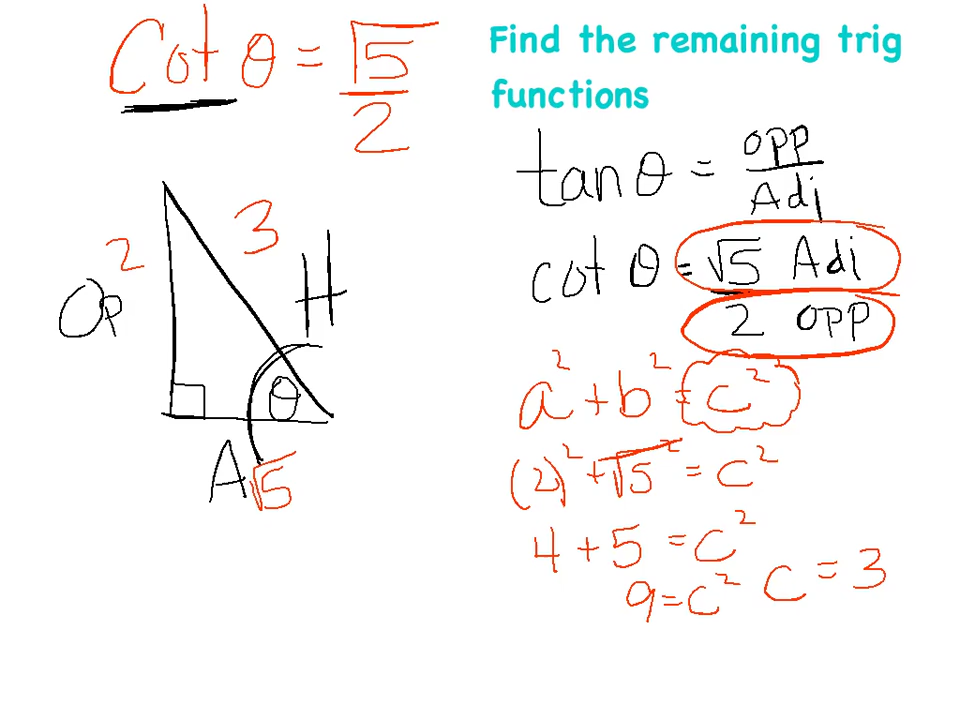 Cot θ = √5/2
Find the remaining trig
functions
tan θ = opp/Adj
cot θ = √5 Adj
2 opp
2
3
Op
H
θ
A √5
a² + b² = c²
(2)² + √5² = c²
4 + 5 = c²
9 = c²
c = 3